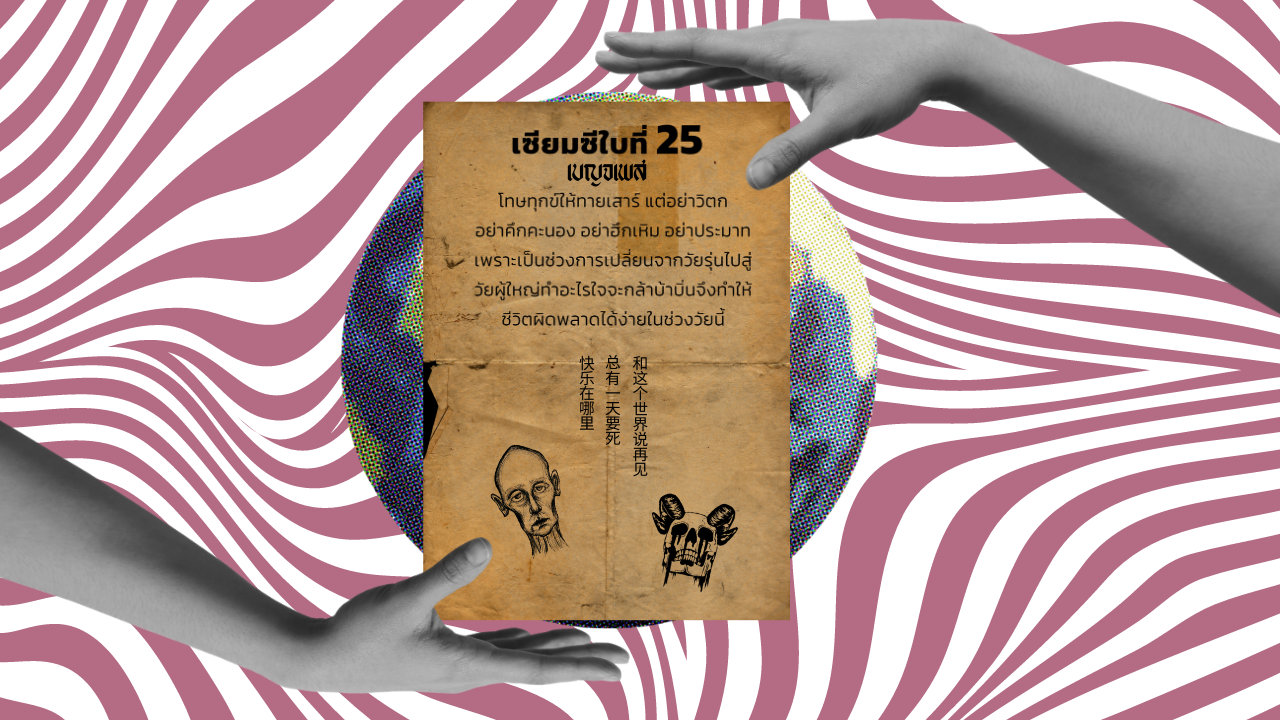 เซียมซีใบที่ 25
เบญจเพส
โทษทุกข์ให้ทายเสาร์ แต่อย่าวิตก
อย่าคึกคะนอง อย่าฮึกเหิม อย่าประมาท
เพราะเป็นช่วงการเปลี่ยนจากวัยรุ่นไปสู่
วัยผู้ใหญ่ทำอะไรใจจะกล้าบ้าบิ่นจึงทำให้
ชีวิตผิดพลาดได้ง่ายในช่วงวัยนี้
和这个世界说再见
总有一天要死
快乐在哪里